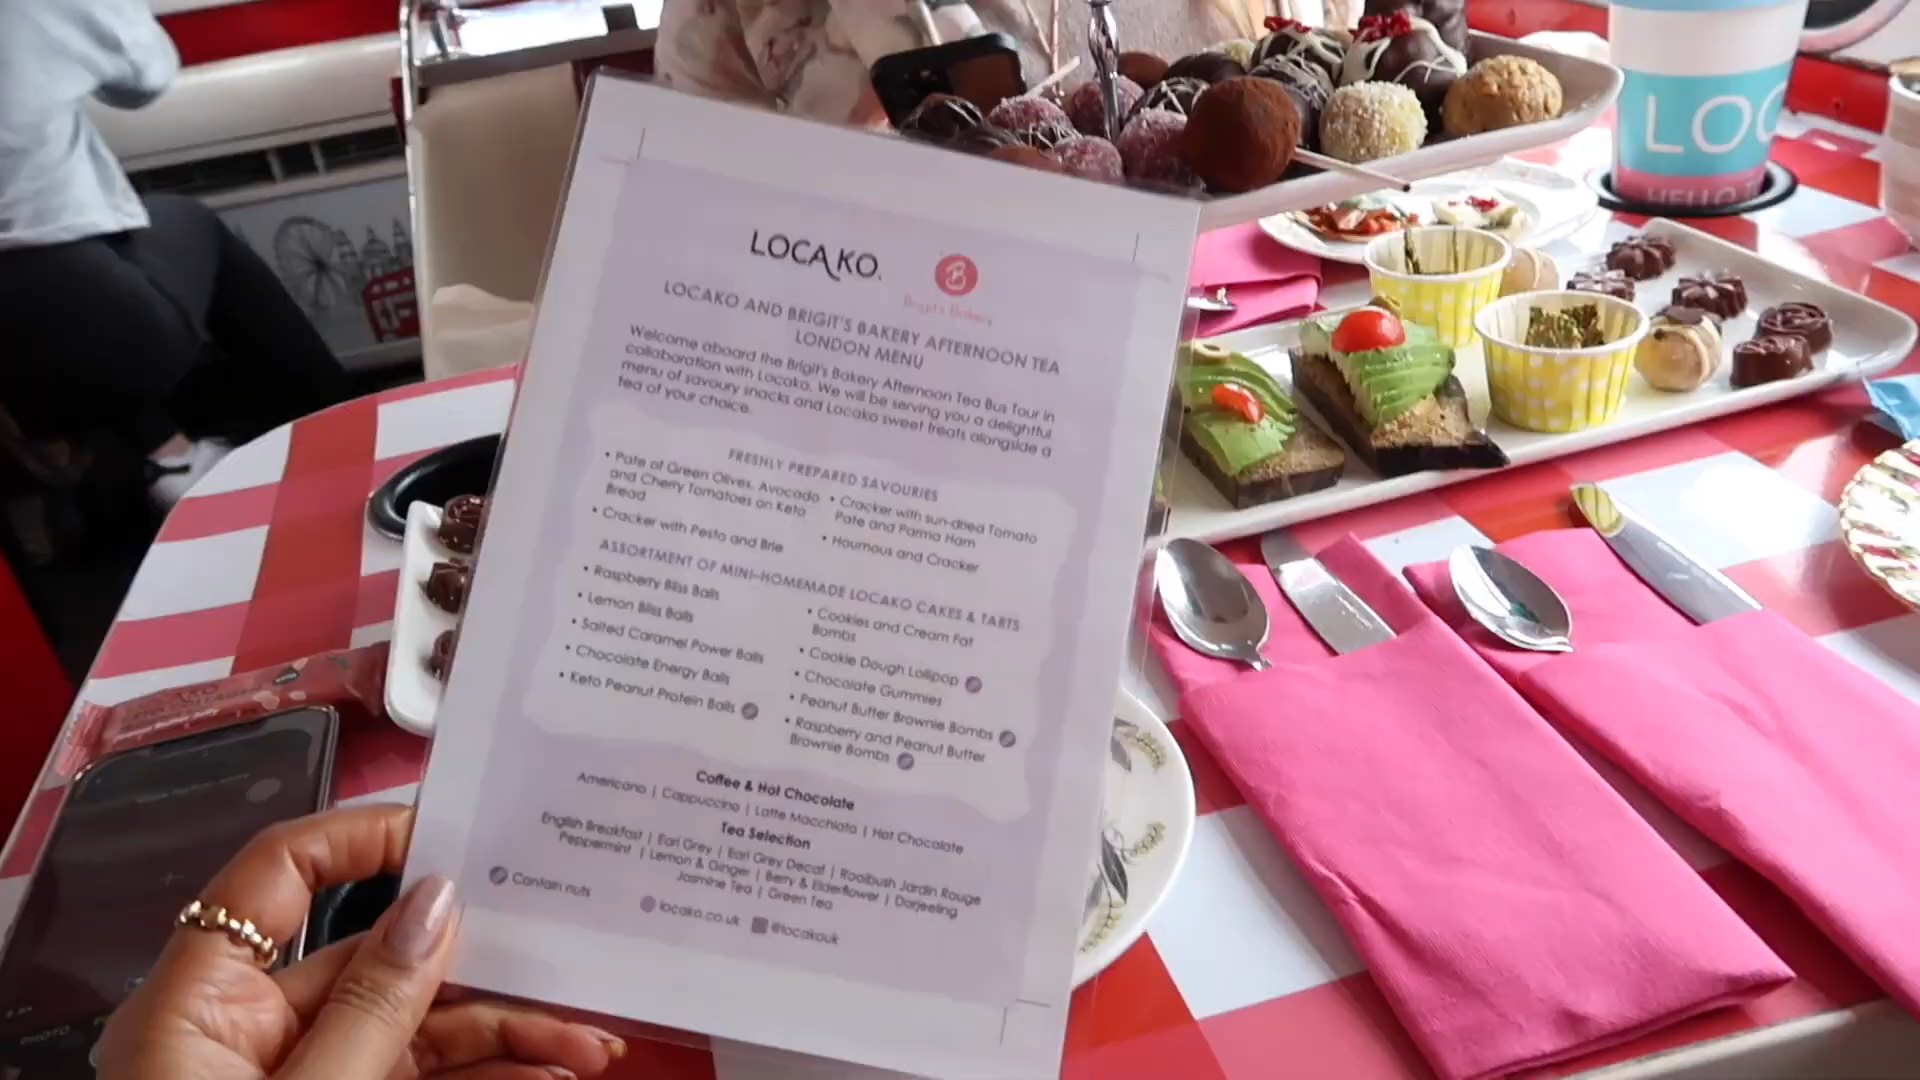 LOCAKO.
B
Brigit's Bakery
LOCAKO AND BRIGIT'S BAKERY AFTERNOON TEA
LONDON MENU
Welcome aboard the Brigit's Bakery Afternoon Tea Bus Tour in
collaboration with Locako. We will be serving you a delightful
menu of savoury snacks and Locako sweet treats alongside a
tea of your choice.
FRESHLY PREPARED SAVOURIES
• Pate of Green Olives, Avocado
and Cherry Tomatoes on Keto
Bread
• Cracker with Pesto and Brie
• Cracker with sun-dried Tomato
Pate and Parma Ham
• Houmous and Cracker
ASSORTMENT OF MINI-HOMEMADE LOCAKO CAKES & TARTS
• Raspberry Bliss Balls
• Lemon Bliss Balls
• Salted Caramel Power Balls
• Chocolate Energy Balls
• Keto Peanut Protein Balls
• Cookies and Cream Fat
Bombs
• Cookie Dough Lollipop
• Chocolate Gummies
• Peanut Butter Brownie Bombs
• Raspberry and Peanut Butter
Brownie Bombs
Coffee & Hot Chocolate
Americano | Cappuccino | Latte Macchiato | Hot Chocolate
Tea Selection
English Breakfast | Earl Grey | Earl Grey Decaf | Rooibush Jardin Rouge
Peppermint | Lemon & Ginger | Berry & Elderflower | Darjeeling
Jasmine Tea | Green Tea
Contain nuts
locako.co.uk @locakouk
LOC
HELLO
PHOTO